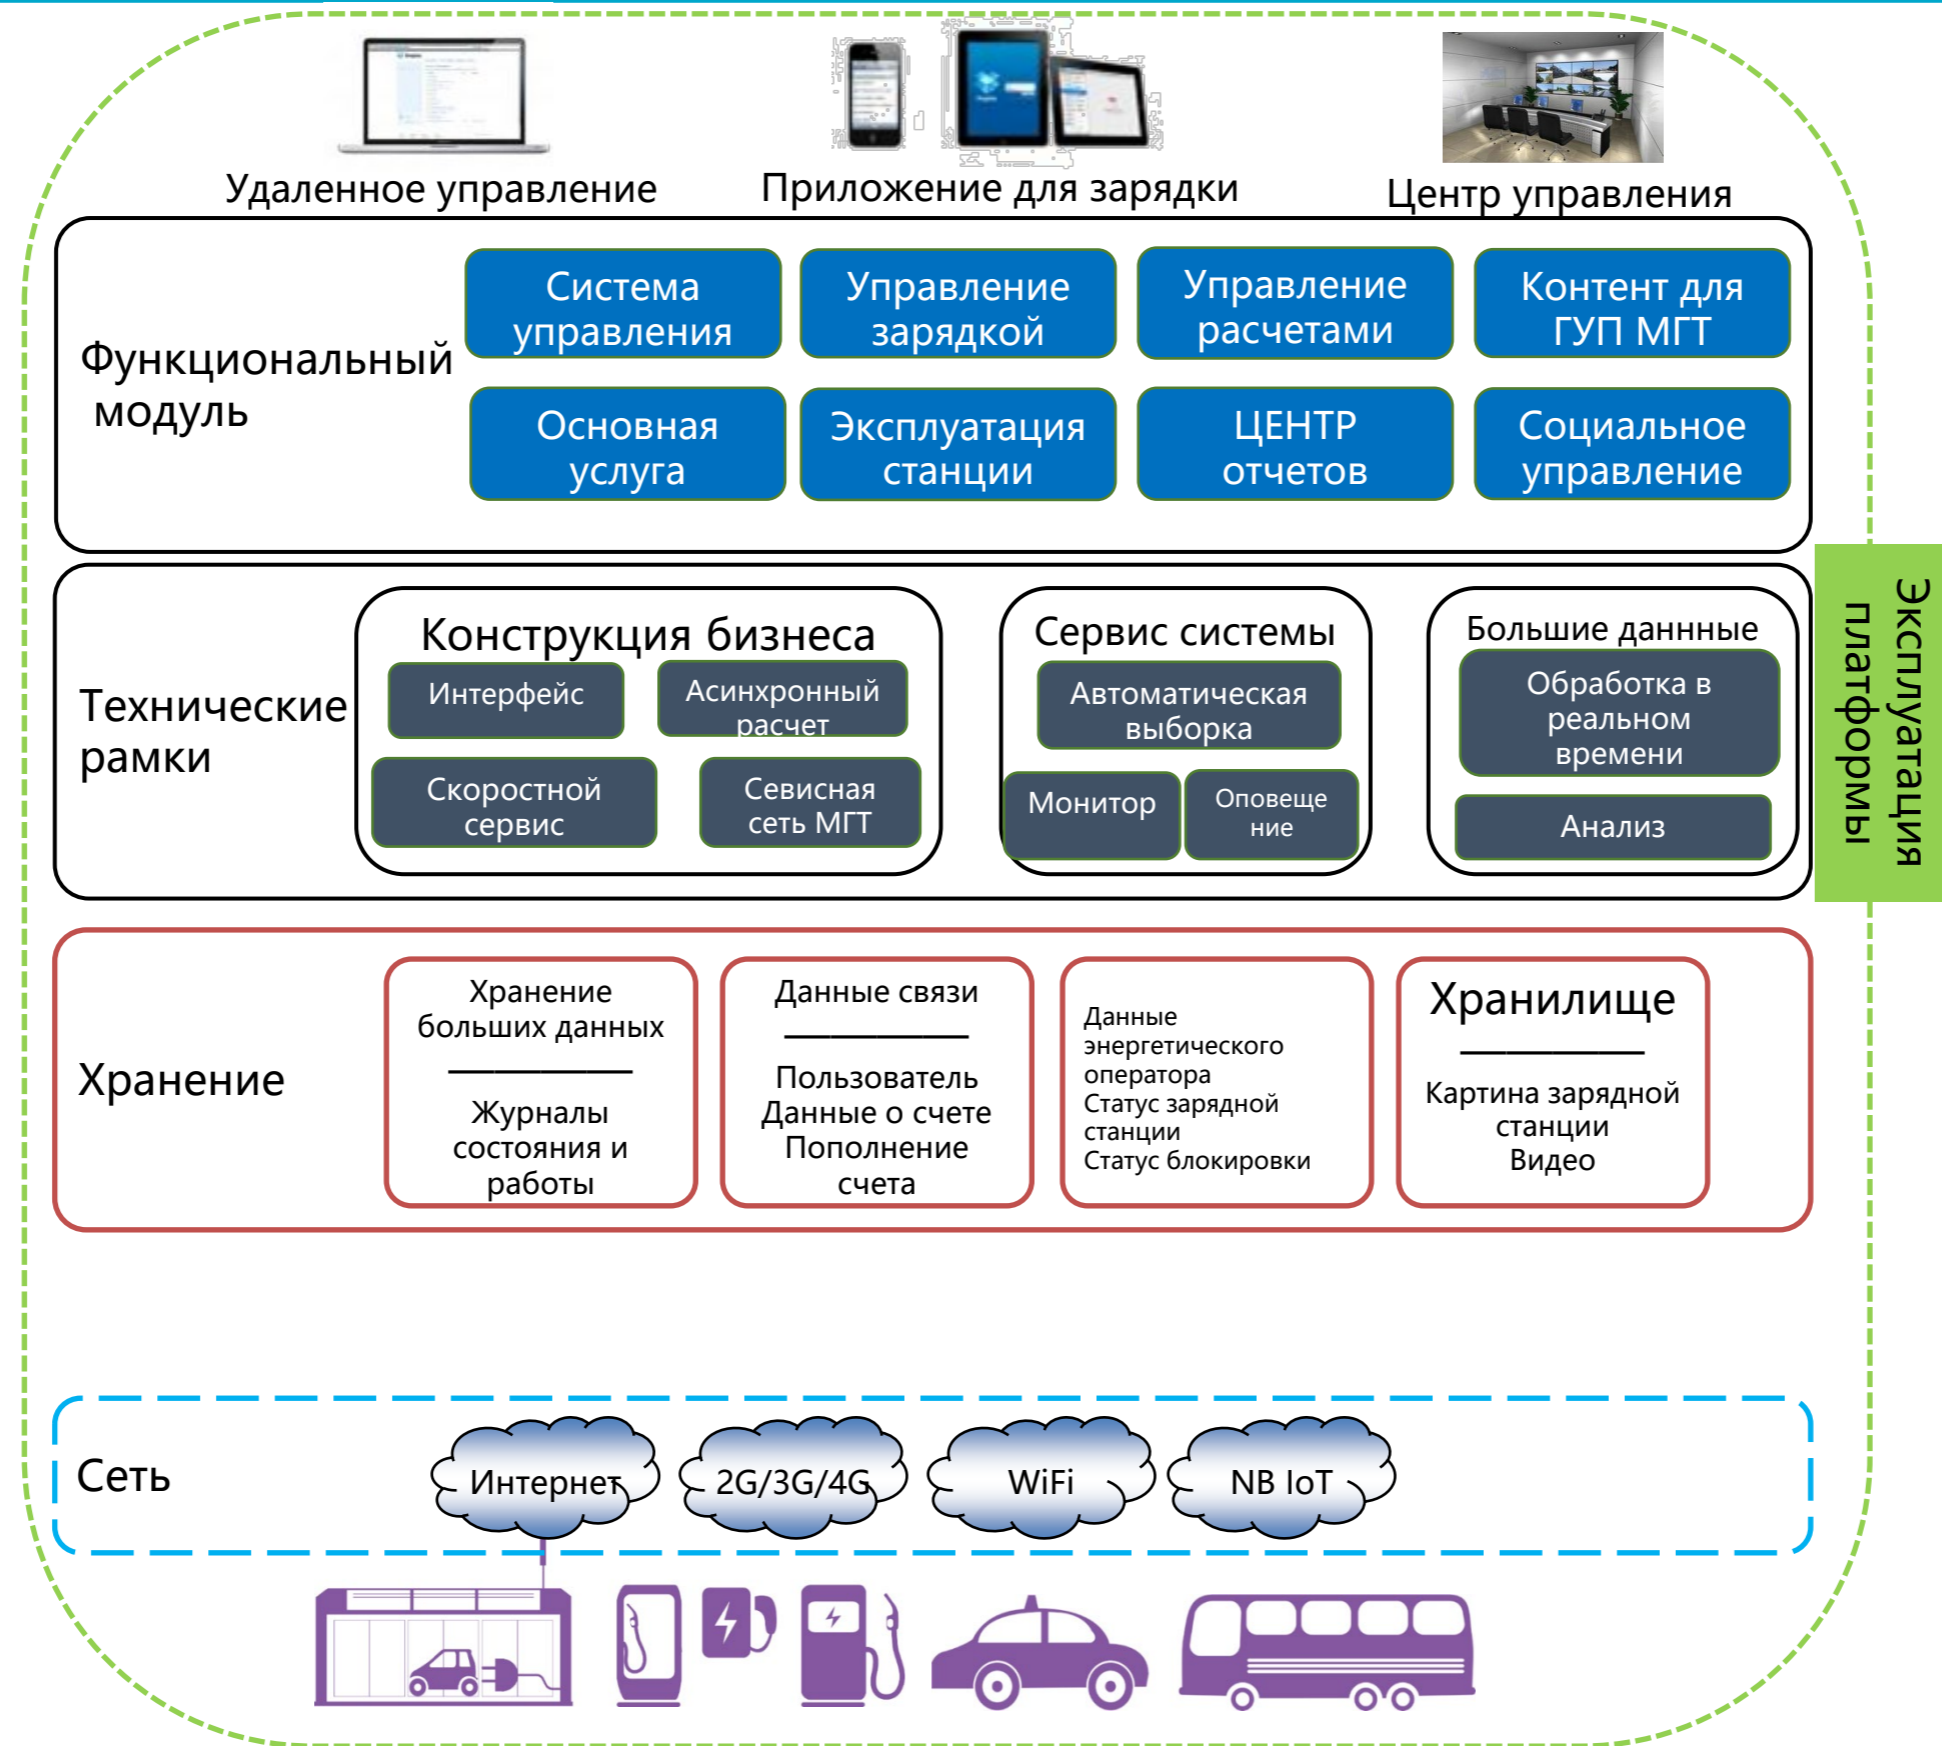 Удаленное управление
Приложение для зарядки
Центр управления
Функциональный
модуль
Система
управления
Управление
зарядкой
Управление
расчетами
Контент для
ГУП МГТ
Основная
услуга
Эксплуатация
станции
ЦЕНТР
отчетов
Социальное
управление
Эксплуатация
платформы
Технические
рамки
Конструкция бизнеса
Интерфейс
Асинхронный
расчет
Скоростной
сервис
Севисная
сеть МГТ
Сервис системы
Автоматическая
выборка
Монитор
Оповеще
ние
Большие даннные
Обработка в
реальном
времени
Анализ
Хранение
Хранение
больших данных
Журналы
состояния и
работы
Данные связи
Пользователь
Данные о счете
Пополнение
счета
Данные
энергетического
оператора
Статус зарядной
станции
Статус блокировки
Хранилище
Картина зарядной
станции
Видео
Сеть
Интернет
2G/3G/4G
WiFi
NB IoT